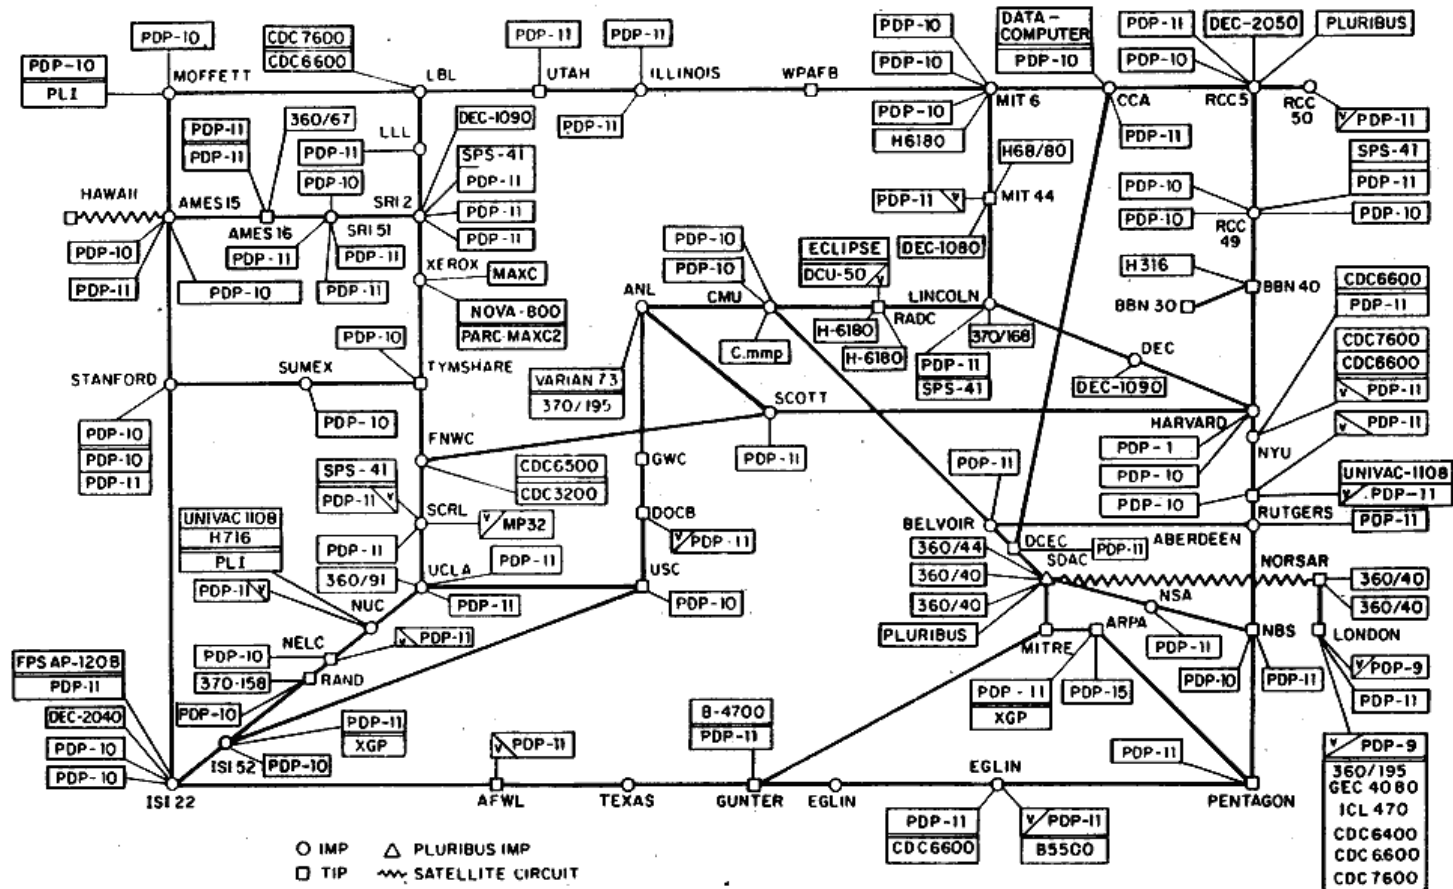 PDP-10
CDC7600
CDC6600
PDP-11
PDP-11
PDP-10
PDP-10
DATA-
COMPUTER
PDP-10
PDP-11
PDP-10
DEC-2050
PLURIBUS
PDP-10
PLI
MOFFETT
LBL
UTAH
ILLINOIS
WPAFB
MIT 6
CCA
RCC 5
RCC
50
PDP-11
PDP-10
H6180
PDP-11
V PDP-11
PDP-11
PDP-11
360/67
LLL
PDP-11
DEC-1090
SPS-41
PDP-11
H68/80
SPS-41
PDP-11
HAWAII
AMES 15
AMES 16
PDP-10
SRI 51
SRI 2
PDP-11
PDP-11
PDP-11 V
MIT 44
DEC-1080
PDP-10
PDP-10
RCC
49
PDP-10
PDP-10
PDP-11
PDP-10
PDP-11
PDP-11
PDP-11
XEROX
MAXC
NOVA-800
PARC-MAXC2
PDP-10
PDP-10
ECLIPSE
DCU-50 V
H316
BBN 40
BBN 30
CDC6600
PDP-11
ANL
CMU
RADC
LINCOLN
C.mmp
H-6180
H-6180
370/168
PDP-11
SPS-41
DEC
DEC-1090
CDC7600
CDC6600
V PDP-11
V PDP-11
STANFORD
SUMEX
PDP-10
TYMSHARE
VARIAN 73
370/195
SCOTT
HARVARD
NYU
PDP-10
PDP-10
PDP-11
PDP-10
FNWC
CDC6500
CDC3200
GWC
PDP-11
PDP-11
PDP-1
PDP-10
PDP-10
UNIVAC-1108
V PDP-11
RUTGERS
PDP-11
SPS-41
PDP-11 V
SCRL
V MP32
PDP-11
DOCB
V PDP-11
BELVOIR
DCEC
PDP-11
ABERDEEN
UNIVAC 1108
H716
PLI
PDP-11 V
360/91
UCLA
PDP-11
PDP-11
USC
PDP-10
360/44
360/40
360/40
PLURIBUS
SDAC
NORSAR
360/40
360/40
NUC
NELC
PDP-10
V PDP-11
370-158
RAND
PDP-10
NSA
PDP-11
MITRE
ARPA
PDP-11
XGP
PDP-15
NBS
PDP-10
PDP-11
LONDON
V PDP-9
PDP-11
FPS AP-120B
PDP-11
DEC-2040
PDP-10
PDP-10
ISI 22
ISI 52
PDP-11
XGP
PDP-10
V PDP-11
AFWL
TEXAS
B-4700
PDP-11
GUNTER
EGLIN
EGLIN
PDP-11
CDC6600
V PDP-11
B5500
PDP-11
PENTAGON
V PDP-9
360/195
GEC 4080
ICL 470
CDC6400
CDC6600
CDC7600
IMP
PLURIBUS IMP
TIP
SATELLITE CIRCUIT